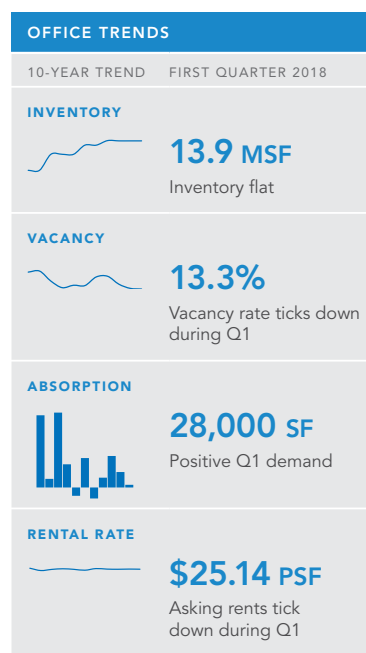 OFFICE TRENDS
10-YEAR TREND FIRST QUARTER 2018
INVENTORY
13.9 MSF
Inventory flat
VACANCY
13.3%
Vacancy rate ticks down
during Q1
ABSORPTION
28,000 SF
Positive Q1 demand
RENTAL RATE
$25.14 PSF
Asking rents tick
down during Q1